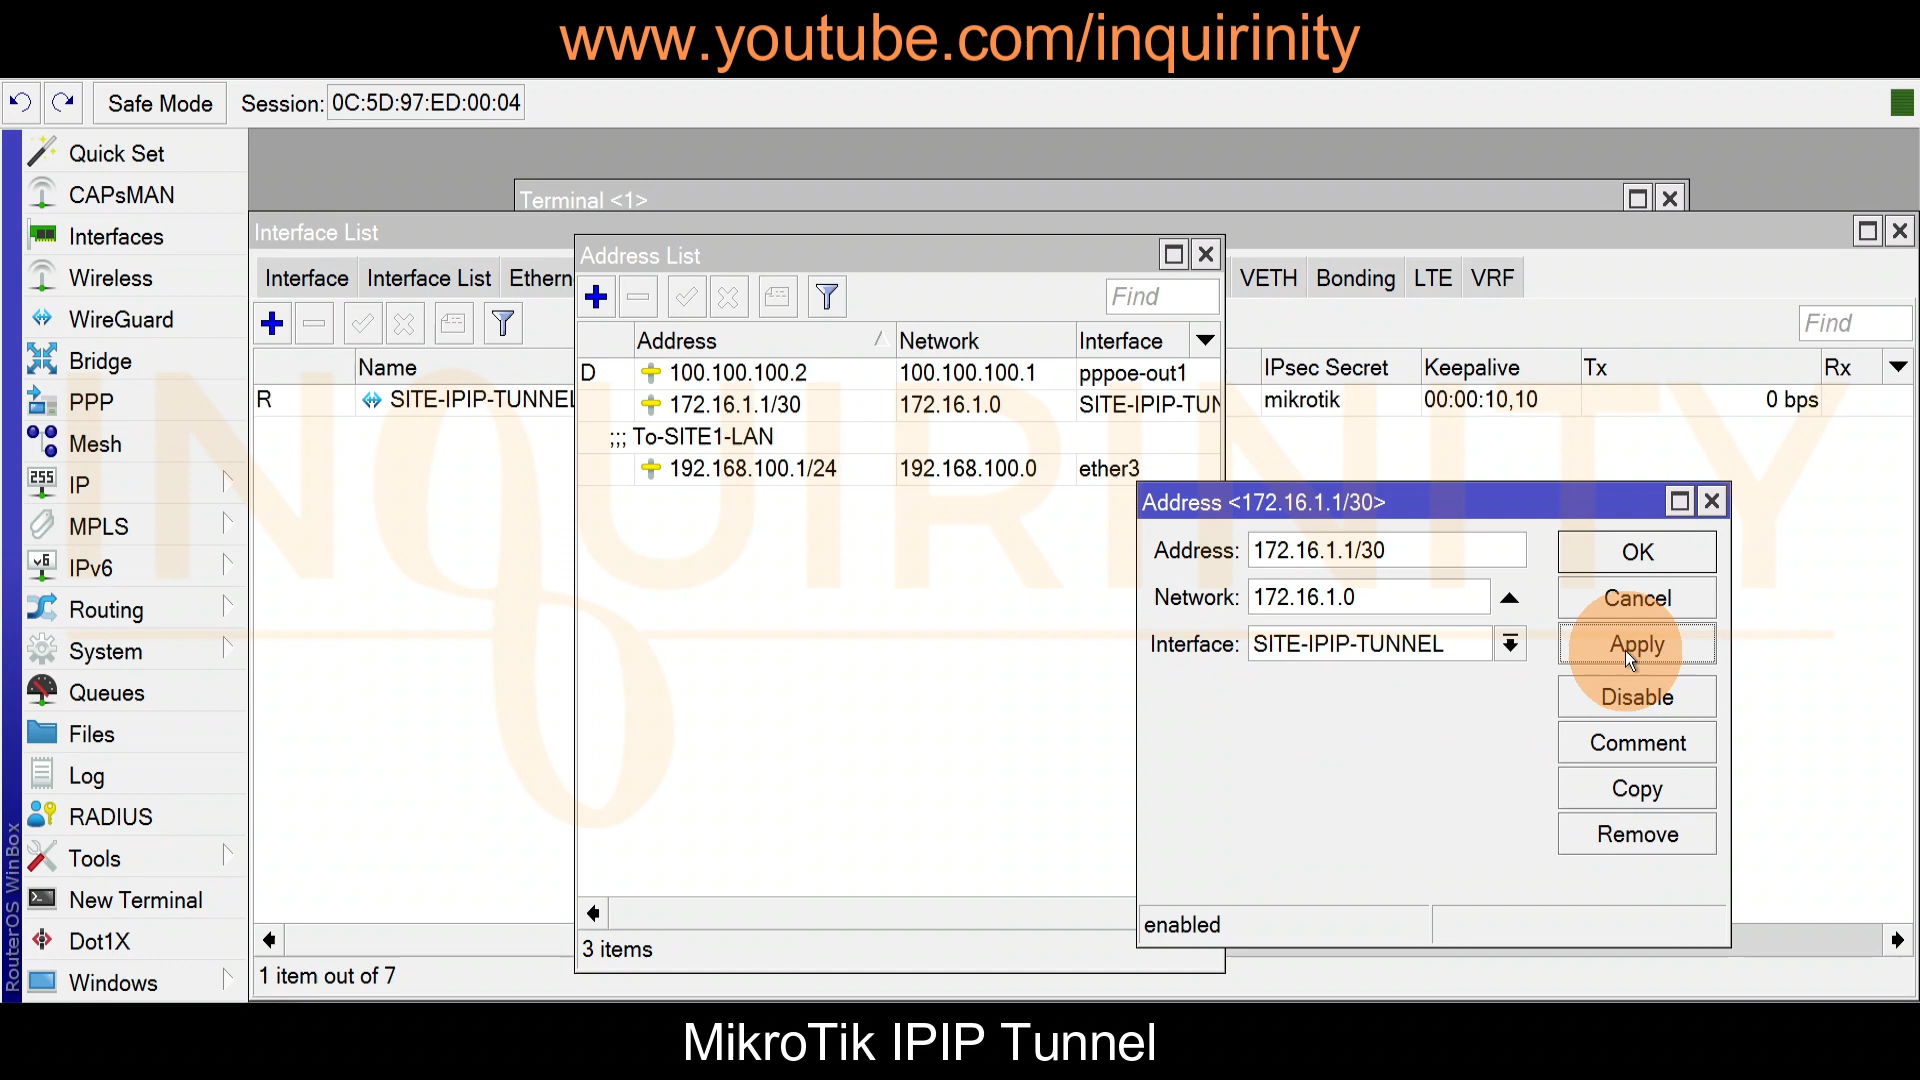 www.youtube.com/inquirinity
Safe Mode
Session: 0C:5D:97:ED:00:04
Quick Set
CAPsMAN
Interfaces
Wireless
WireGuard
Bridge
PPP
Mesh
255 IP
MPLS
v6 IPv6
Routing
System
Queues
Files
Log
RADIUS
Tools
New Terminal
Dot1X
Windows
RouterOS WinBox
Terminal <1>
Interface List
Interface Interface List Ethern VETH Bonding LTE VRF
Find
Name IPsec Secret Keepalive Tx Rx
R SITE-IPIP-TUNNEL mikrotik 00:00:10,10 0 bps
1 item out of 7
Address List
Find
Address Network Interface
D 100.100.100.2 100.100.100.1 pppoe-out1
172.16.1.1/30 172.16.1.0 SITE-IPIP-TUN
;;; To-SITE1-LAN
192.168.100.1/24 192.168.100.0 ether3
3 items
Address <172.16.1.1/30>
Address: 172.16.1.1/30
Network: 172.16.1.0
Interface: SITE-IPIP-TUNNEL
OK
Cancel
Apply
Disable
Comment
Copy
Remove
enabled
INQUIRINITY
MikroTik IPIP Tunnel